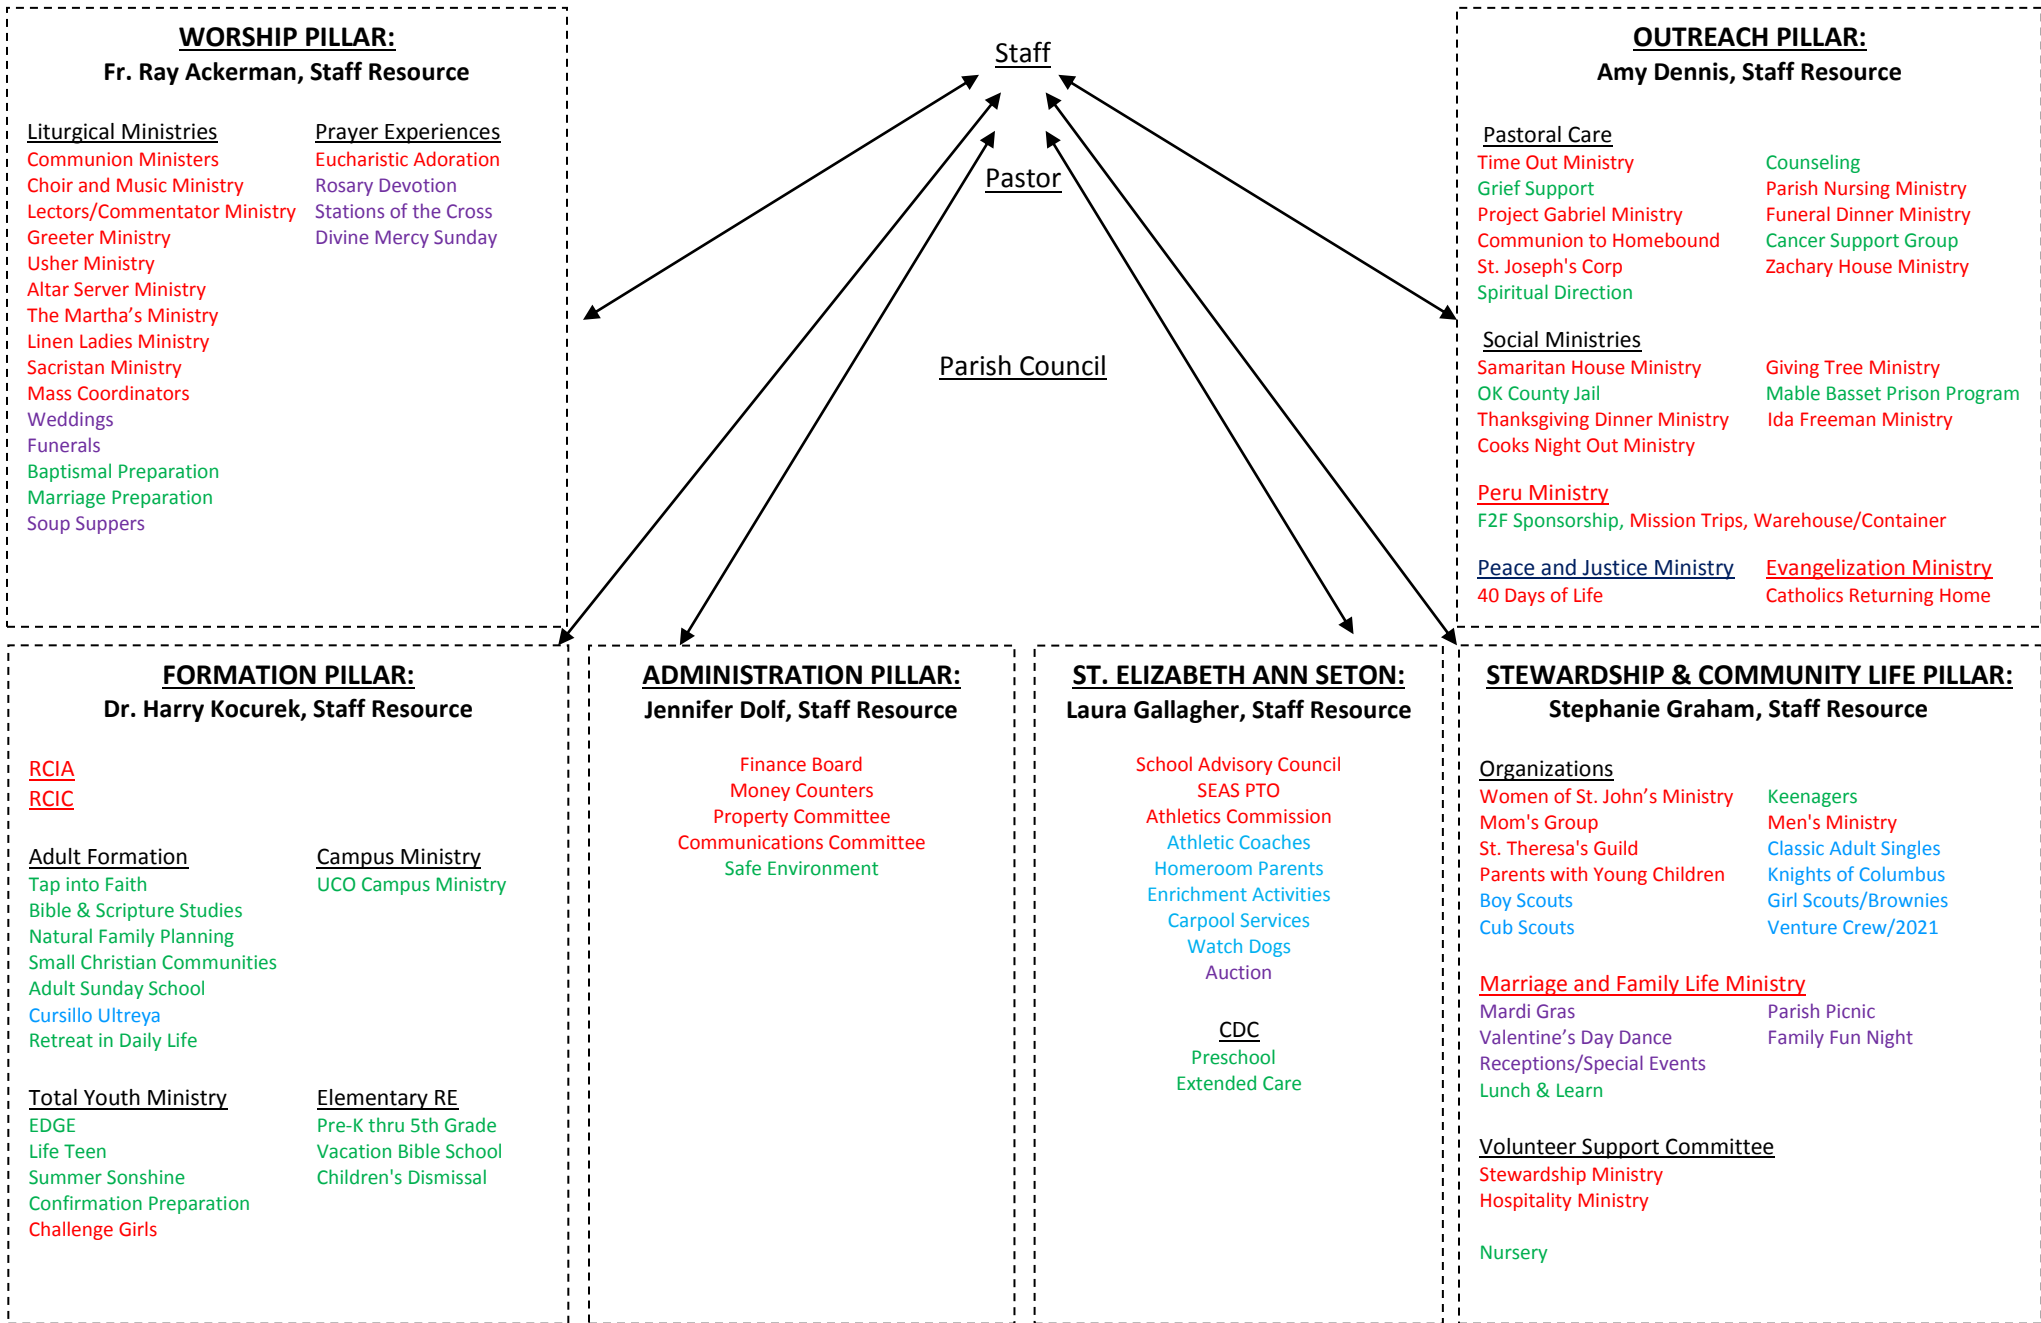 WORSHIP PILLAR:
Fr. Ray Ackerman, Staff Resource
Liturgical Ministries
Communion Ministers
Choir and Music Ministry
Lectors/Commentator Ministry
Greeter Ministry
Usher Ministry
Altar Server Ministry
The Martha’s Ministry
Linen Ladies Ministry
Sacristan Ministry
Mass Coordinators
Weddings
Funerals
Baptismal Preparation
Marriage Preparation
Soup Suppers
Prayer Experiences
Eucharistic Adoration
Rosary Devotion
Stations of the Cross
Divine Mercy Sunday
Staff
Pastor
Parish Council
OUTREACH PILLAR:
Amy Dennis, Staff Resource
Pastoral Care
Time Out Ministry
Grief Support
Project Gabriel Ministry
Communion to Homebound
St. Joseph's Corp
Spiritual Direction
Counseling
Parish Nursing Ministry
Funeral Dinner Ministry
Cancer Support Group
Zachary House Ministry
Social Ministries
Samaritan House Ministry
OK County Jail
Thanksgiving Dinner Ministry
Cooks Night Out Ministry
Giving Tree Ministry
Mable Basset Prison Program
Ida Freeman Ministry
Peru Ministry
F2F Sponsorship, Mission Trips, Warehouse/Container
Peace and Justice Ministry
40 Days of Life
Evangelization Ministry
Catholics Returning Home
FORMATION PILLAR:
Dr. Harry Kocurek, Staff Resource
RCIA
RCIC
Adult Formation
Tap into Faith
Bible & Scripture Studies
Natural Family Planning
Small Christian Communities
Adult Sunday School
Cursillo Ultreya
Retreat in Daily Life
Campus Ministry
UCO Campus Ministry
Total Youth Ministry
EDGE
Life Teen
Summer Sonshine
Confirmation Preparation
Challenge Girls
Elementary RE
Pre-K thru 5th Grade
Vacation Bible School
Children's Dismissal
ADMINISTRATION PILLAR:
Jennifer Dolf, Staff Resource
Finance Board
Money Counters
Property Committee
Communications Committee
Safe Environment
ST. ELIZABETH ANN SETON:
Laura Gallagher, Staff Resource
School Advisory Council
SEAS PTO
Athletics Commission
Athletic Coaches
Homeroom Parents
Enrichment Activities
Carpool Services
Watch Dogs
Auction
CDC
Preschool
Extended Care
STEWARDSHIP & COMMUNITY LIFE PILLAR:
Stephanie Graham, Staff Resource
Organizations
Women of St. John’s Ministry
Mom's Group
St. Theresa's Guild
Parents with Young Children
Boy Scouts
Cub Scouts
Keenagers
Men's Ministry
Classic Adult Singles
Knights of Columbus
Girl Scouts/Brownies
Venture Crew/2021
Marriage and Family Life Ministry
Mardi Gras
Valentine’s Day Dance
Receptions/Special Events
Lunch & Learn
Parish Picnic
Family Fun Night
Volunteer Support Committee
Stewardship Ministry
Hospitality Ministry
Nursery